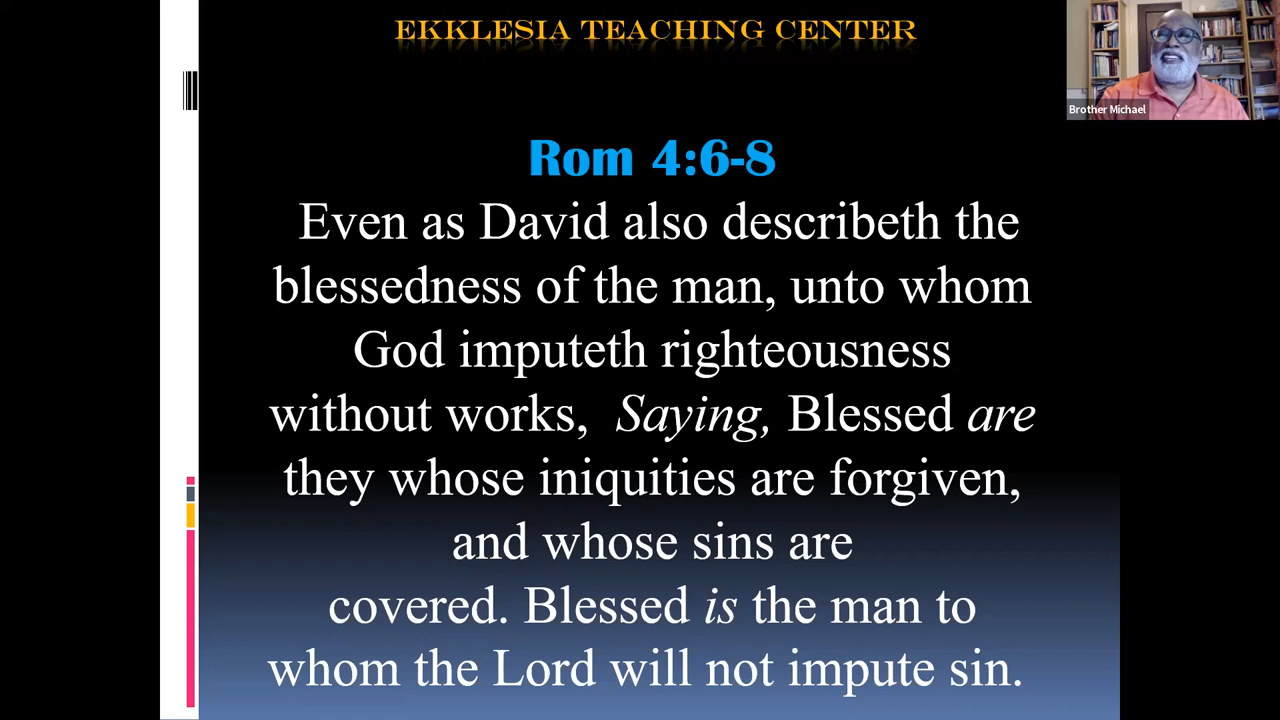 EKKLESIA TEACHING CENTER
Brother Michael
Rom 4:6-8
Even as David also describeth the
blessedness of the man, unto whom
God imputeth righteousness
without works, Saying, Blessed are
they whose iniquities are forgiven,
and whose sins are
covered. Blessed is the man to
whom the Lord will not impute sin.